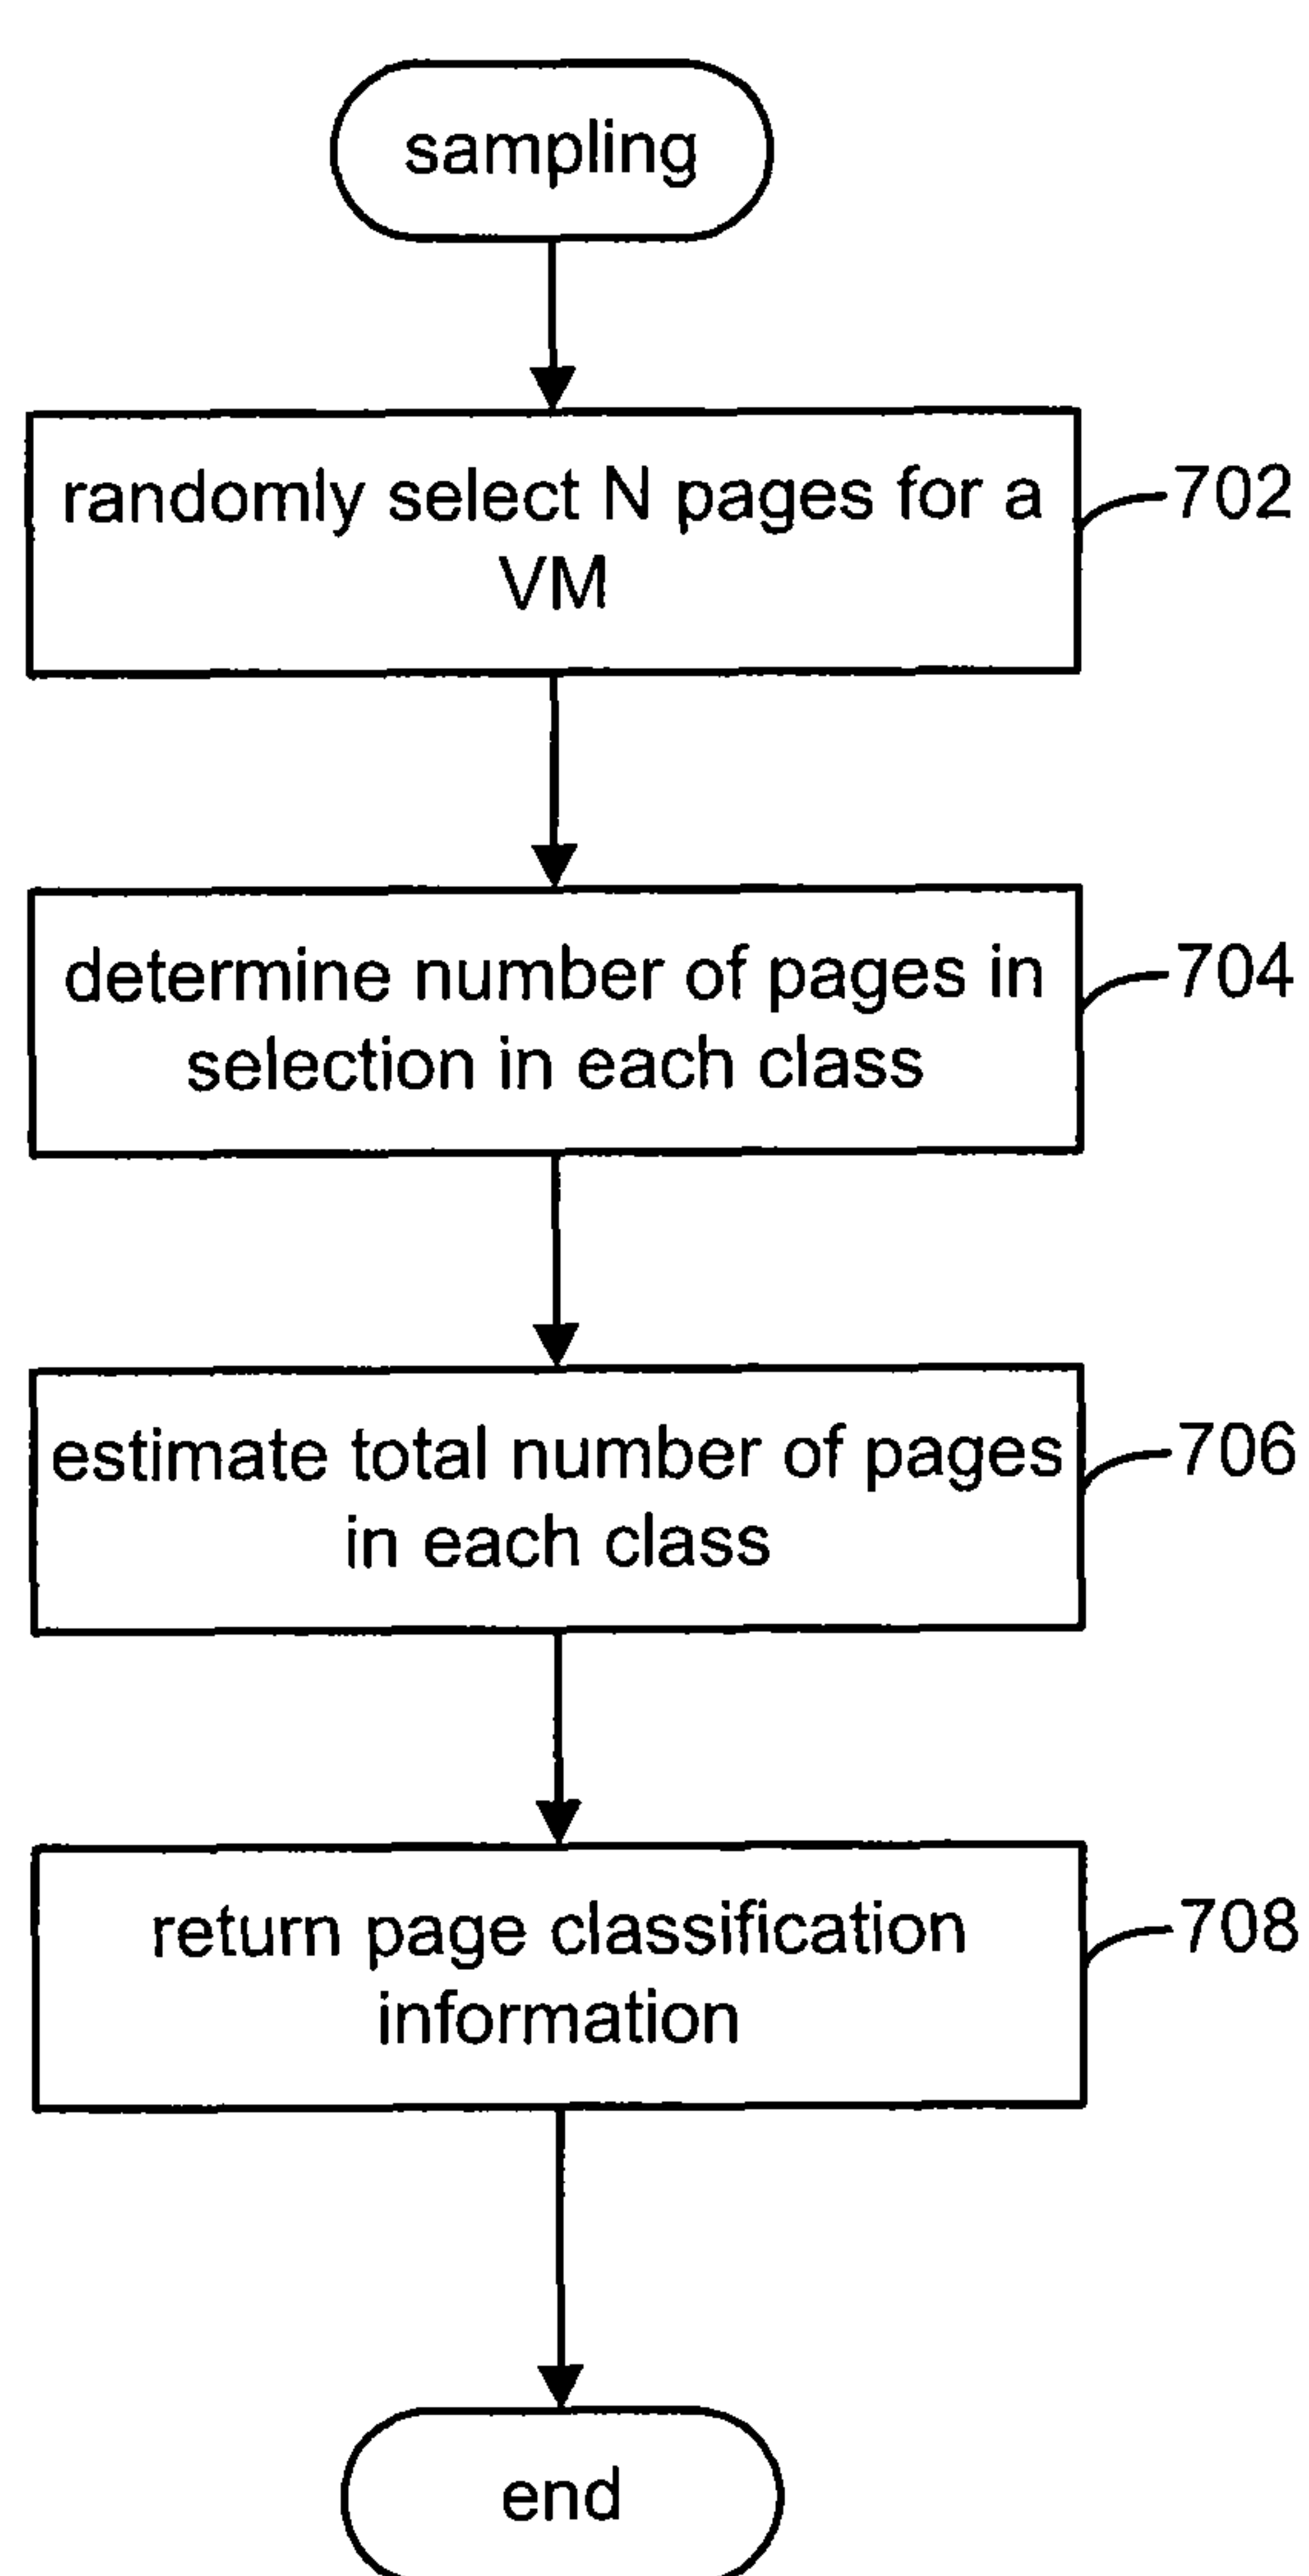 sampling
randomly select N pages for a
VM
702
determine number of pages in
selection in each class
704
estimate total number of pages
in each class
706
return page classification
information
708
end